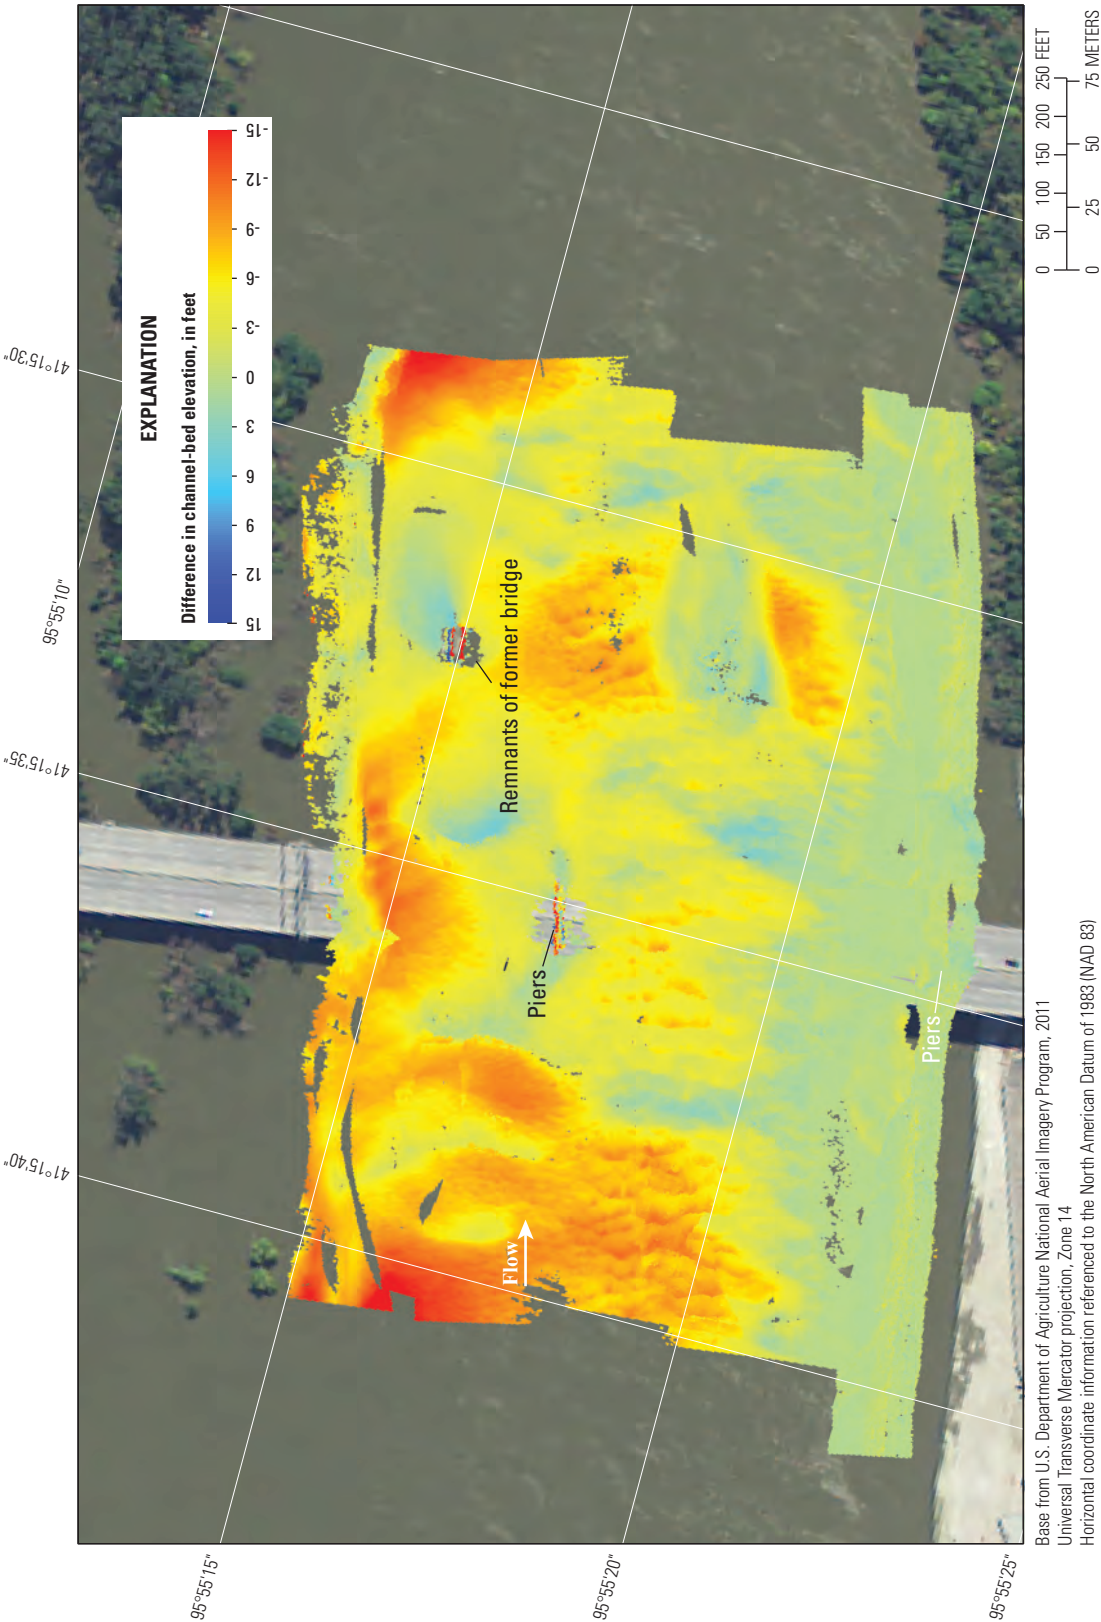 EXPLANATION
Difference in channel-bed elevation, in feet
15
12
9
6
3
0
-3
-6
-9
-12
-15
95°55'10"
41°15'30"
41°15'35"
41°15'40"
95°55'15"
95°55'20"
95°55'25"
Remnants of former bridge
Piers
Flow
Piers
0 50 100 150 200 250 FEET
0 25 50 75 METERS
Base from U.S. Department of Agriculture National Aerial Imagery Program, 2011
Universal Transverse Mercator projection, Zone 14
Horizontal coordinate information referenced to the North American Datum of 1983 (NAD 83)